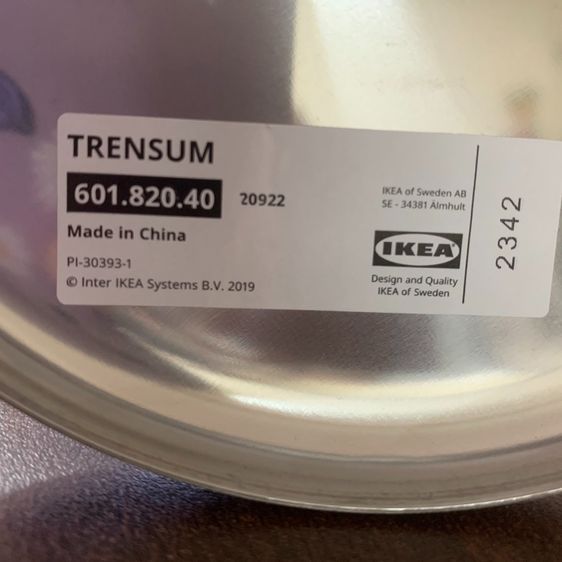 TRENSUM
601.820.40 20922
Made in China
PI-30393-1
© Inter IKEA Systems B.V. 2019
IKEA of Sweden AB
SE - 34381 Älmhult
IKEA
Design and Quality
IKEA of Sweden
2342